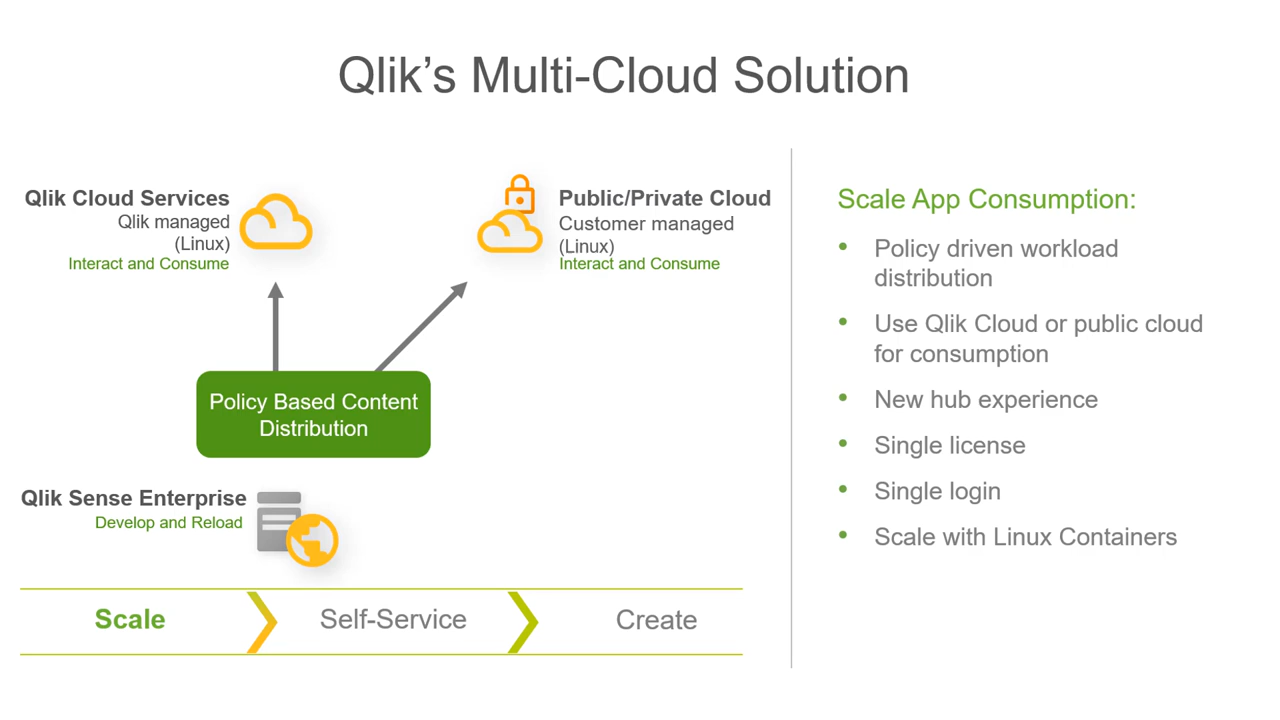 Qlik's Multi-Cloud Solution
Qlik Cloud Services
Qlik managed
(Linux)
Interact and Consume
Public/Private Cloud
Customer managed
(Linux)
Interact and Consume
Policy Based Content
Distribution
Qlik Sense Enterprise
Develop and Reload
Scale
Self-Service
Create
Scale App Consumption:
• Policy driven workload
distribution
• Use Qlik Cloud or public cloud
for consumption
• New hub experience
• Single license
• Single login
• Scale with Linux Containers